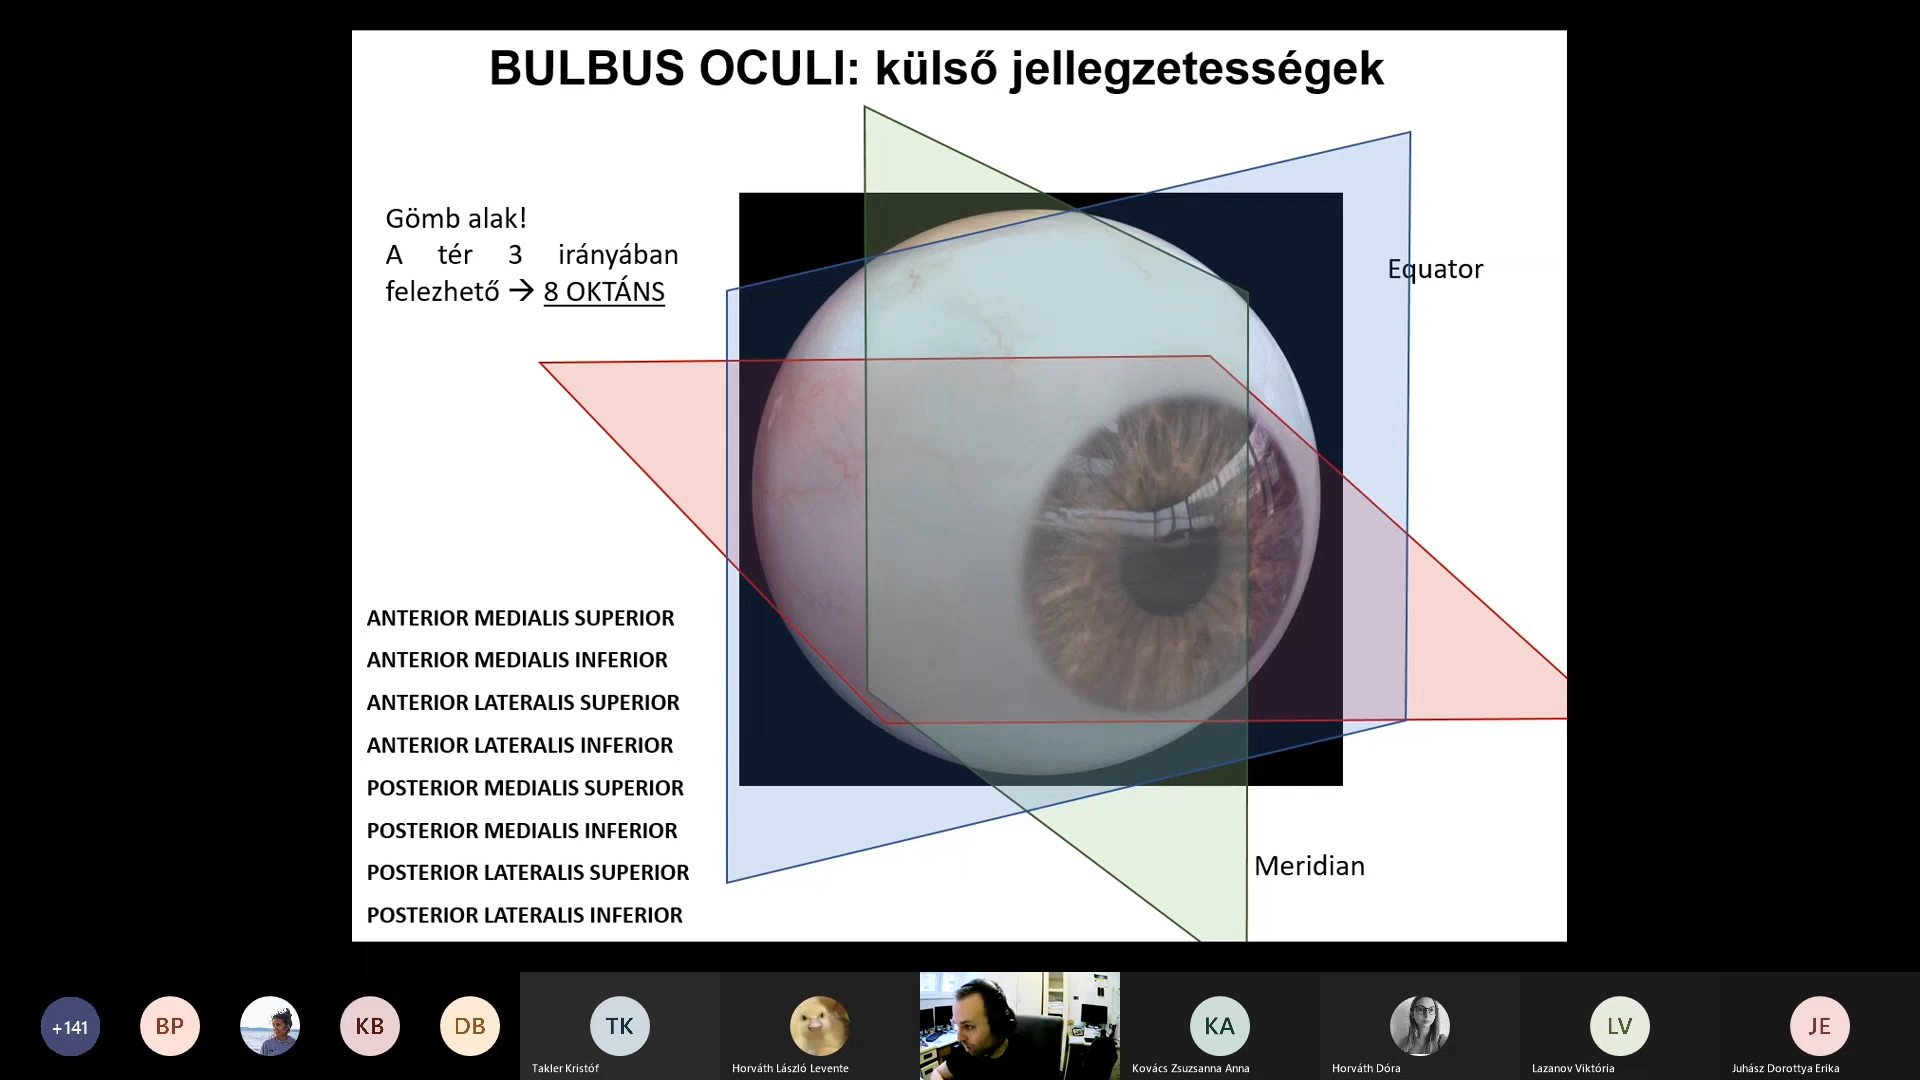 BULBUS OCULI: külső jellegzetességek
Gömb alak!
A tér 3 irányában
felezhető → 8 OKTÁNS
Equator
ANTERIOR MEDIALIS SUPERIOR
ANTERIOR MEDIALIS INFERIOR
ANTERIOR LATERALIS SUPERIOR
ANTERIOR LATERALIS INFERIOR
POSTERIOR MEDIALIS SUPERIOR
POSTERIOR MEDIALIS INFERIOR
POSTERIOR LATERALIS SUPERIOR
POSTERIOR LATERALIS INFERIOR
Meridian
+141
BP
KB
DB
TK
Takler Kristóf
Horváth László Levente
KA
Kovács Zsuzsanna Anna
Horváth Dóra
LV
Lazanov Viktória
JE
Juhász Dorottya Erika